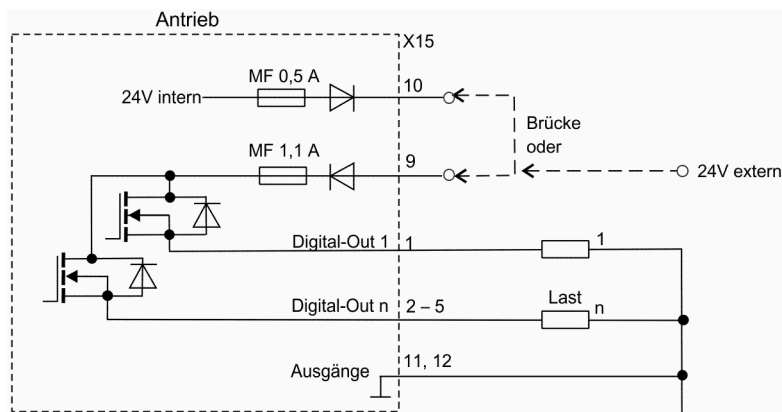 Antrieb
X15
MF 0,5 A
10
24V intern
Brücke
oder
MF 1,1 A
9
24V extern
Digital-Out 1
1
1
Digital-Out n
2 – 5
Last
n
Ausgänge
11, 12